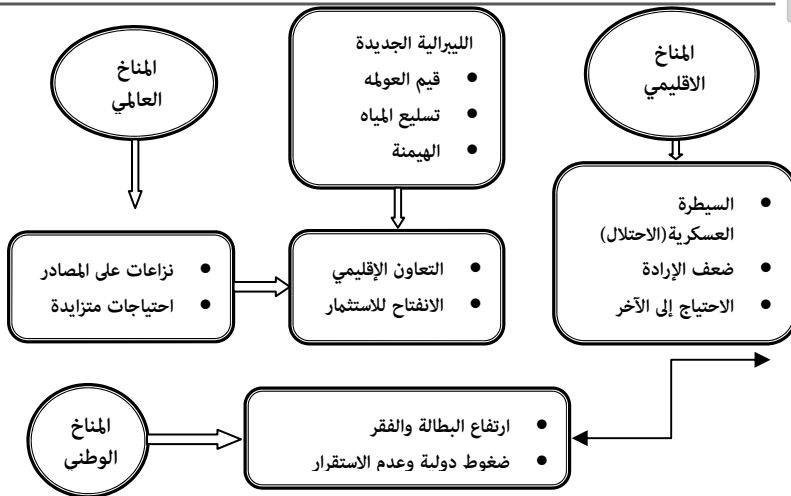 المناخ
الاقليمي
الليبرالية الجديدة
• قيم العولمه
• تسليع المياه
• الهيمنة
المناخ
العالمي
• السيطرة
العسكرية(الاحتلال)
• ضعف الإرادة
• الاحتياج إلى الآخر
• التعاون الإقليمي
• الانفتاح للاستثمار
• نزاعات على المصادر
• احتياجات متزايدة
المناخ
الوطني
• ارتفاع البطالة والفقر
• ضغوط دولية وعدم الاستقرار